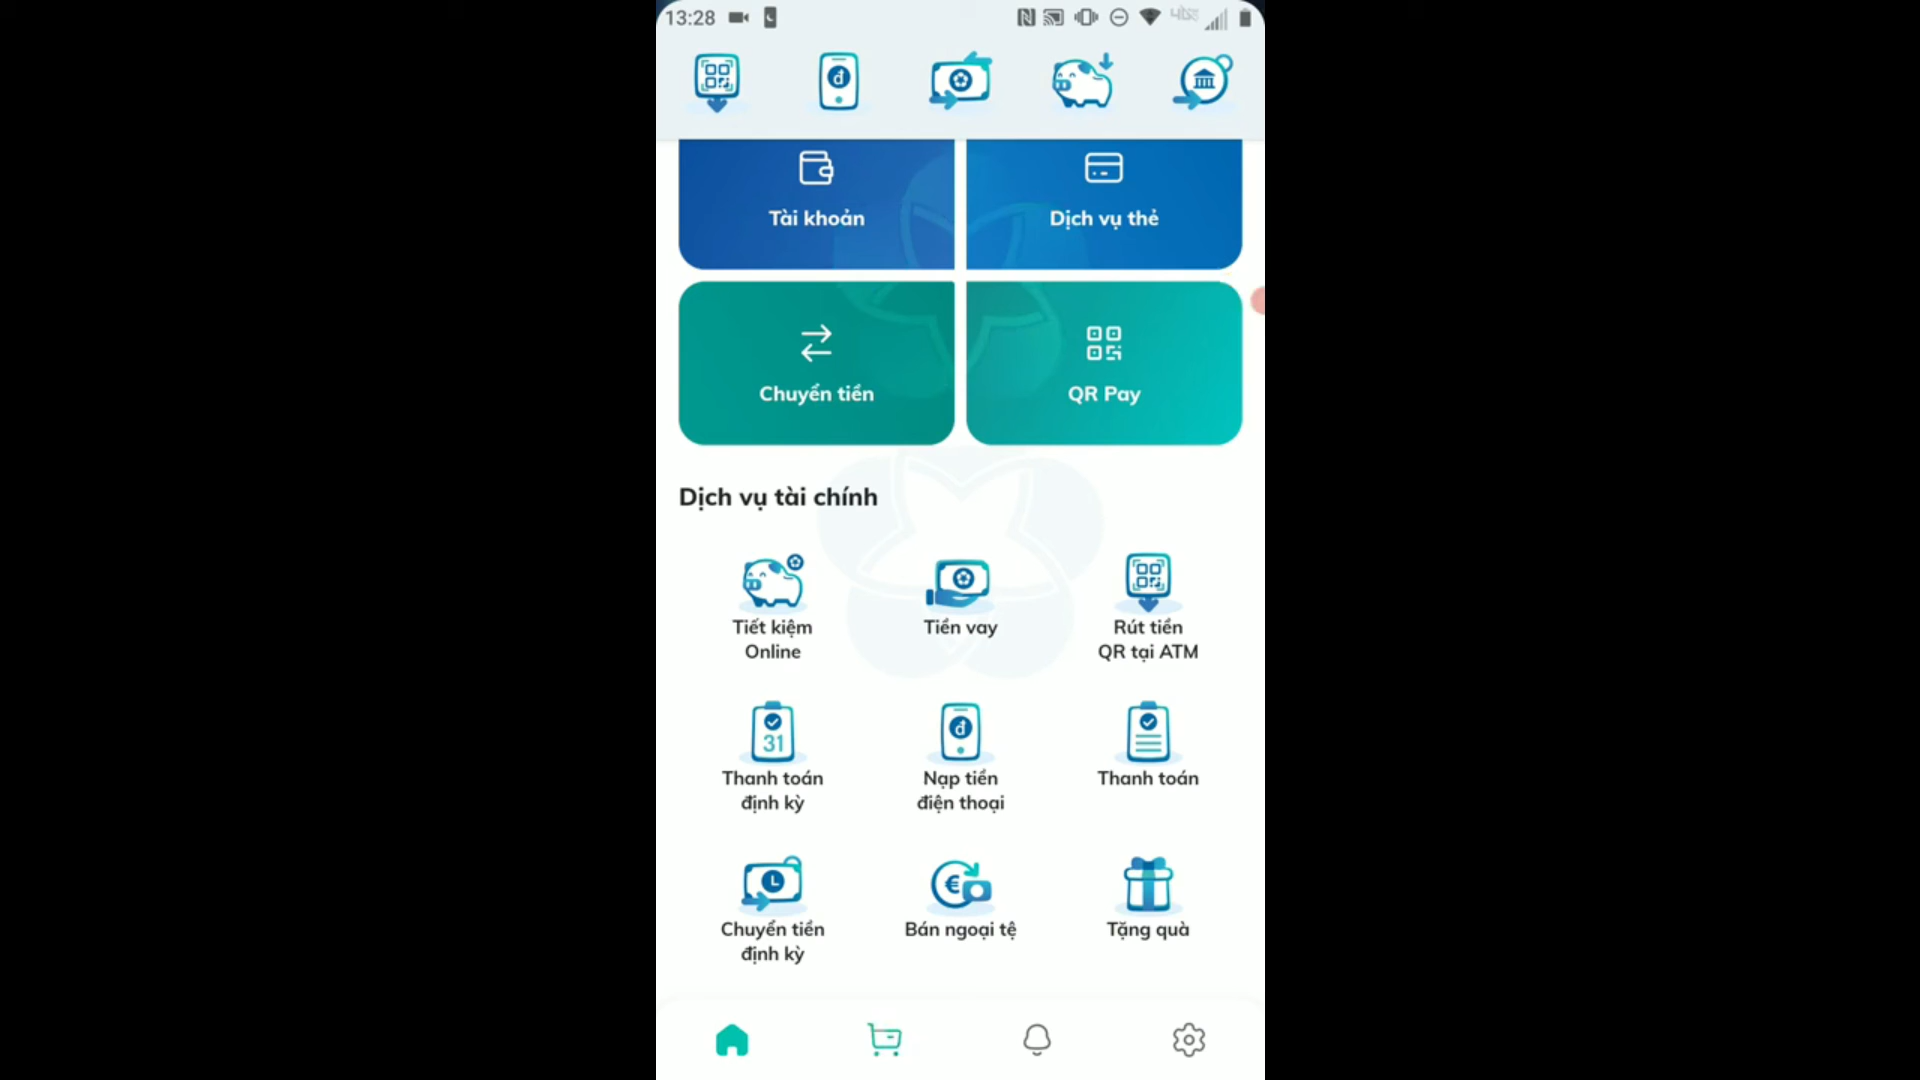 13:28
Tài khoản
Dịch vụ thẻ
Chuyển tiền
QR Pay
Dịch vụ tài chính
Tiết kiệm
Online
Tiền vay
Rút tiền
QR tại ATM
31
Thanh toán
định kỳ
Nạp tiền
điện thoại
Thanh toán
Chuyển tiền
định kỳ
Bán ngoại tệ
Tặng quà